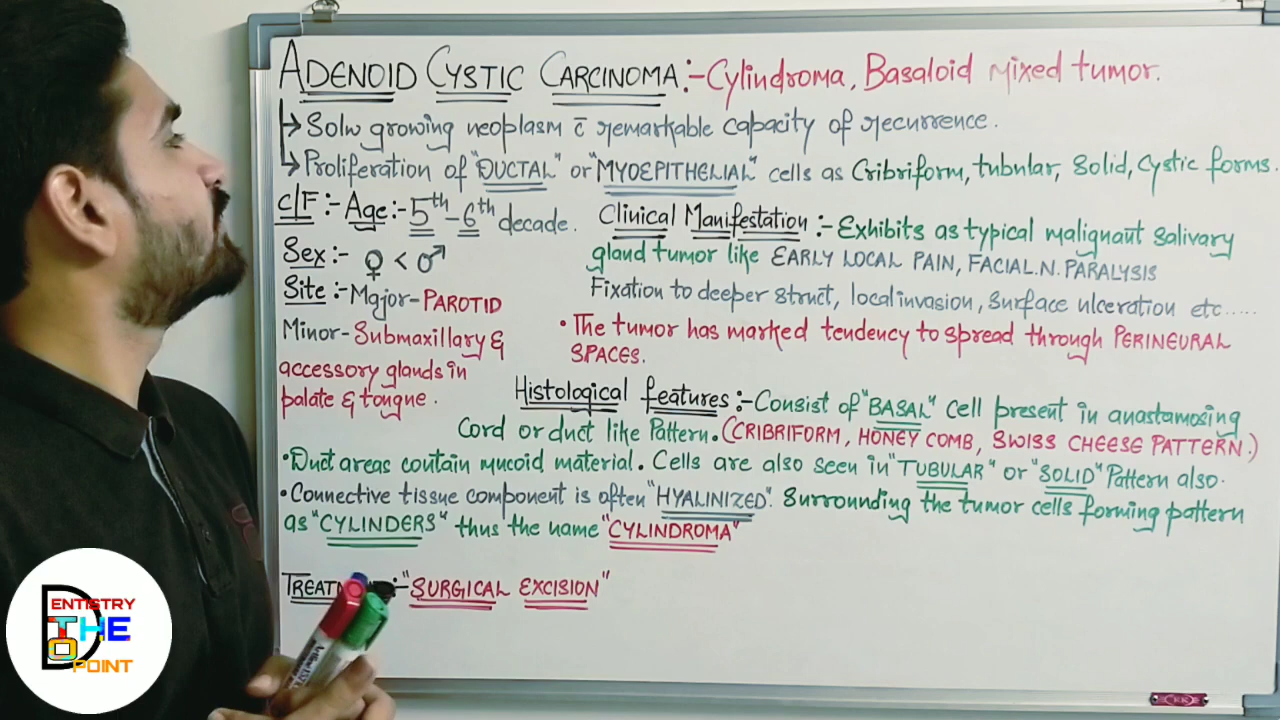 ADENOID CYSTIC CARCINOMA :- Cylindroma, Basaloid mixed tumor.
→ Solw growing neoplasm c̄ remarkable capacity of recurrence.
→ Proliferation of "DUCTAL" or "MYOEPITHELIAL" cells as Cribriform, tubular, Solid, Cystic forms.
C/F :- Age :- 5th - 6th decade.
Sex :- ♀ < ♂
Site :- Major - PAROTID
Minor - Submaxillary &
accessory glands in
palate & tongue.
Clinical Manifestation :- Exhibits as typical malignant salivary
gland tumor like EARLY LOCAL PAIN, FACIAL.N. PARALYSIS
Fixation to deeper struct, local invasion, surface ulceration etc.....
• The tumor has marked tendency to spread through PERINEURAL
SPACES.
Histological features :- Consist of "BASAL" cell present in anastamosing
Cord or duct like Pattern. (CRIBRIFORM, HONEY COMB, SWISS CHEESE PATTERN.)
• Duct areas contain mucoid material. Cells are also seen in "TUBULAR" or "SOLID" Pattern also.
• Connective tissue component is often "HYALINIZED". Surrounding the tumor cells forming pattern
as "CYLINDERS" thus the name "CYLINDROMA"
TREAT :- "SURGICAL EXCISION"
DENTISTRY
THE
TO
POINT